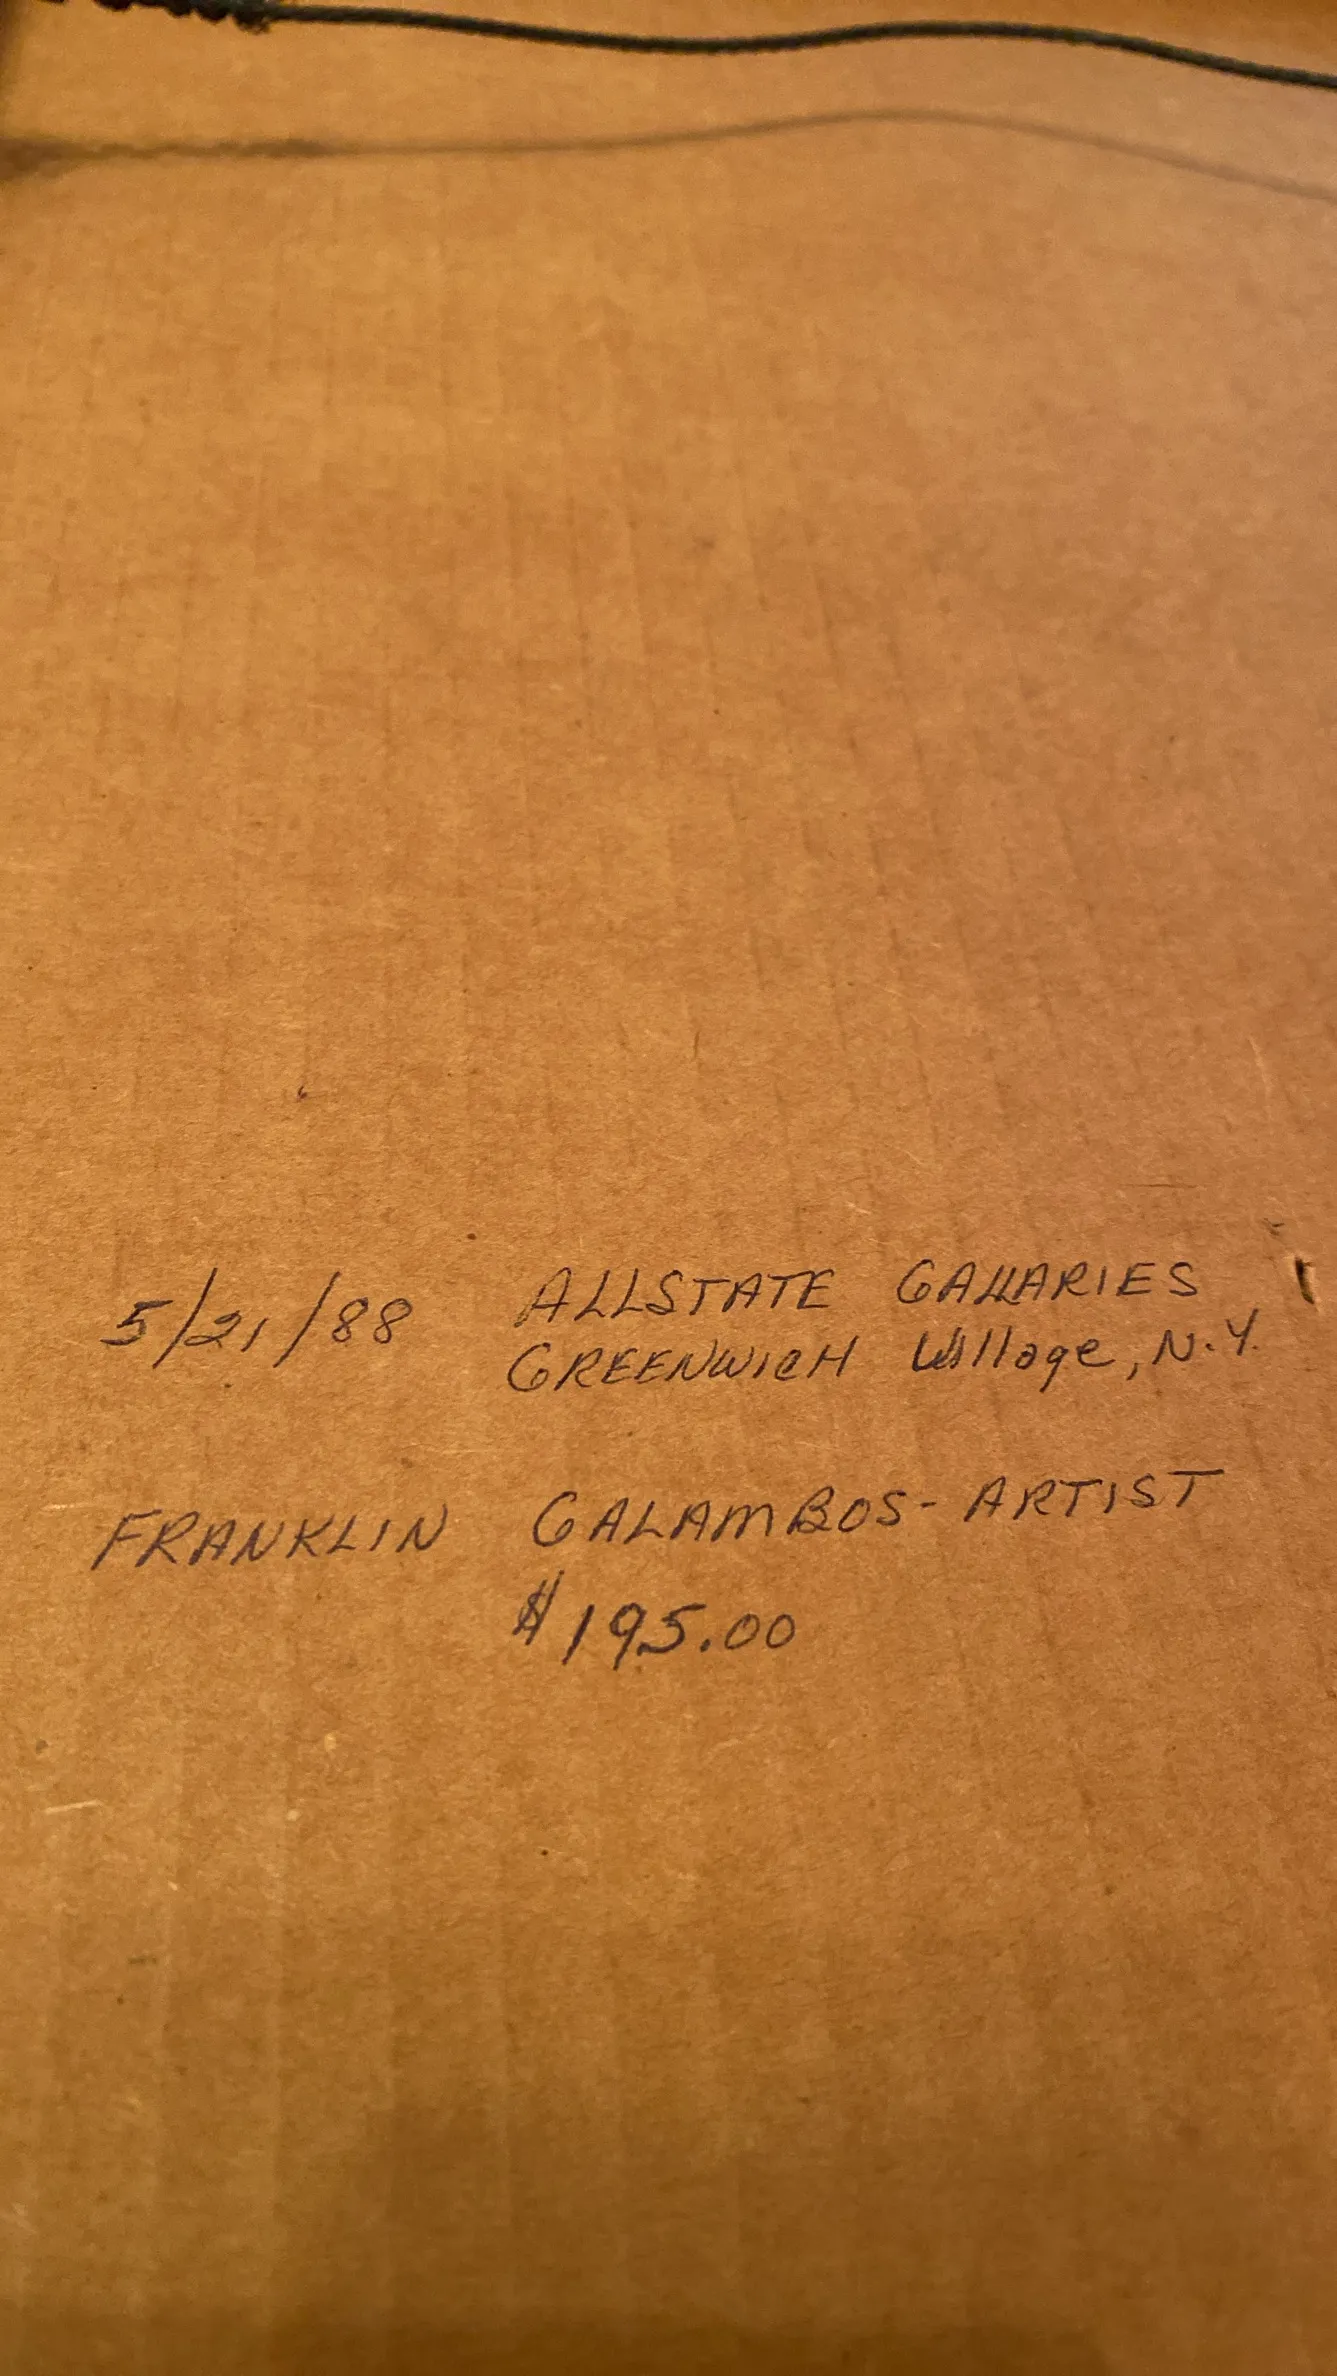 5/21/88 ALLSTATE GALLARIES
GREENWICH Village, N.Y.
FRANKLIN GALAMBOS - ARTIST
$195.00